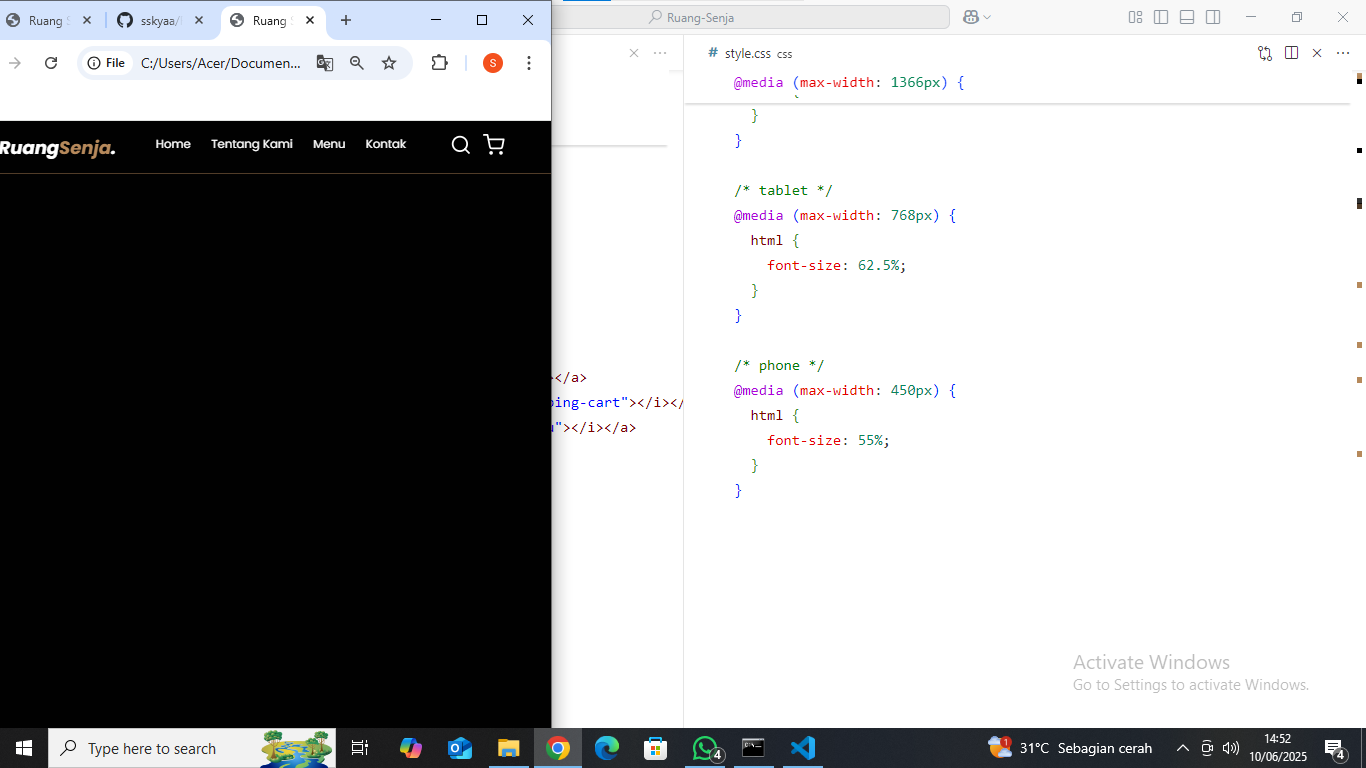 Ruang
sskyaa/
Ruang
File
C:/Users/Acer/Documen...
S
RuangSenja.
Home
Tentang Kami
Menu
Kontak
Ruang-Senja
# style.css css
@media (max-width: 1366px) {
}
}
/* tablet */
@media (max-width: 768px) {
html {
font-size: 62.5%;
}
}
/* phone */
@media (max-width: 450px) {
html {
font-size: 55%;
}
}
></a>
ping-cart"></i></
"></i></a>
Activate Windows
Go to Settings to activate Windows.
Type here to search
4
1
31°C Sebagian cerah
14:52
10/06/2025
4